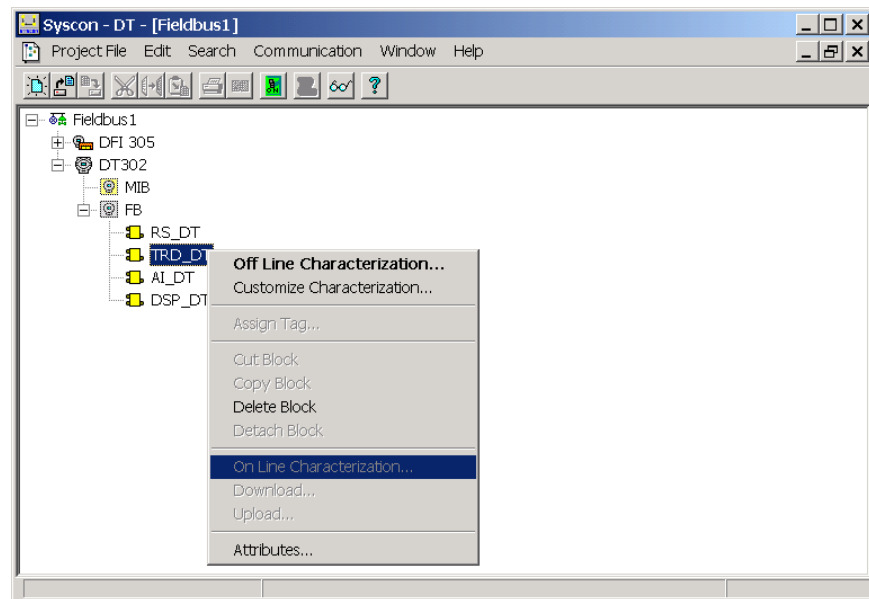 Syscon - DT - [Fieldbus1]
Project File Edit Search Communication Window Help
Fieldbus1
DFI 305
DT302
MIB
FB
RS_DT
TRD_DT
AI_DT
DSP_DT
Off Line Characterization...
Customize Characterization...
Assign Tag...
Cut Block
Copy Block
Delete Block
Detach Block
On Line Characterization...
Download...
Upload...
Attributes...